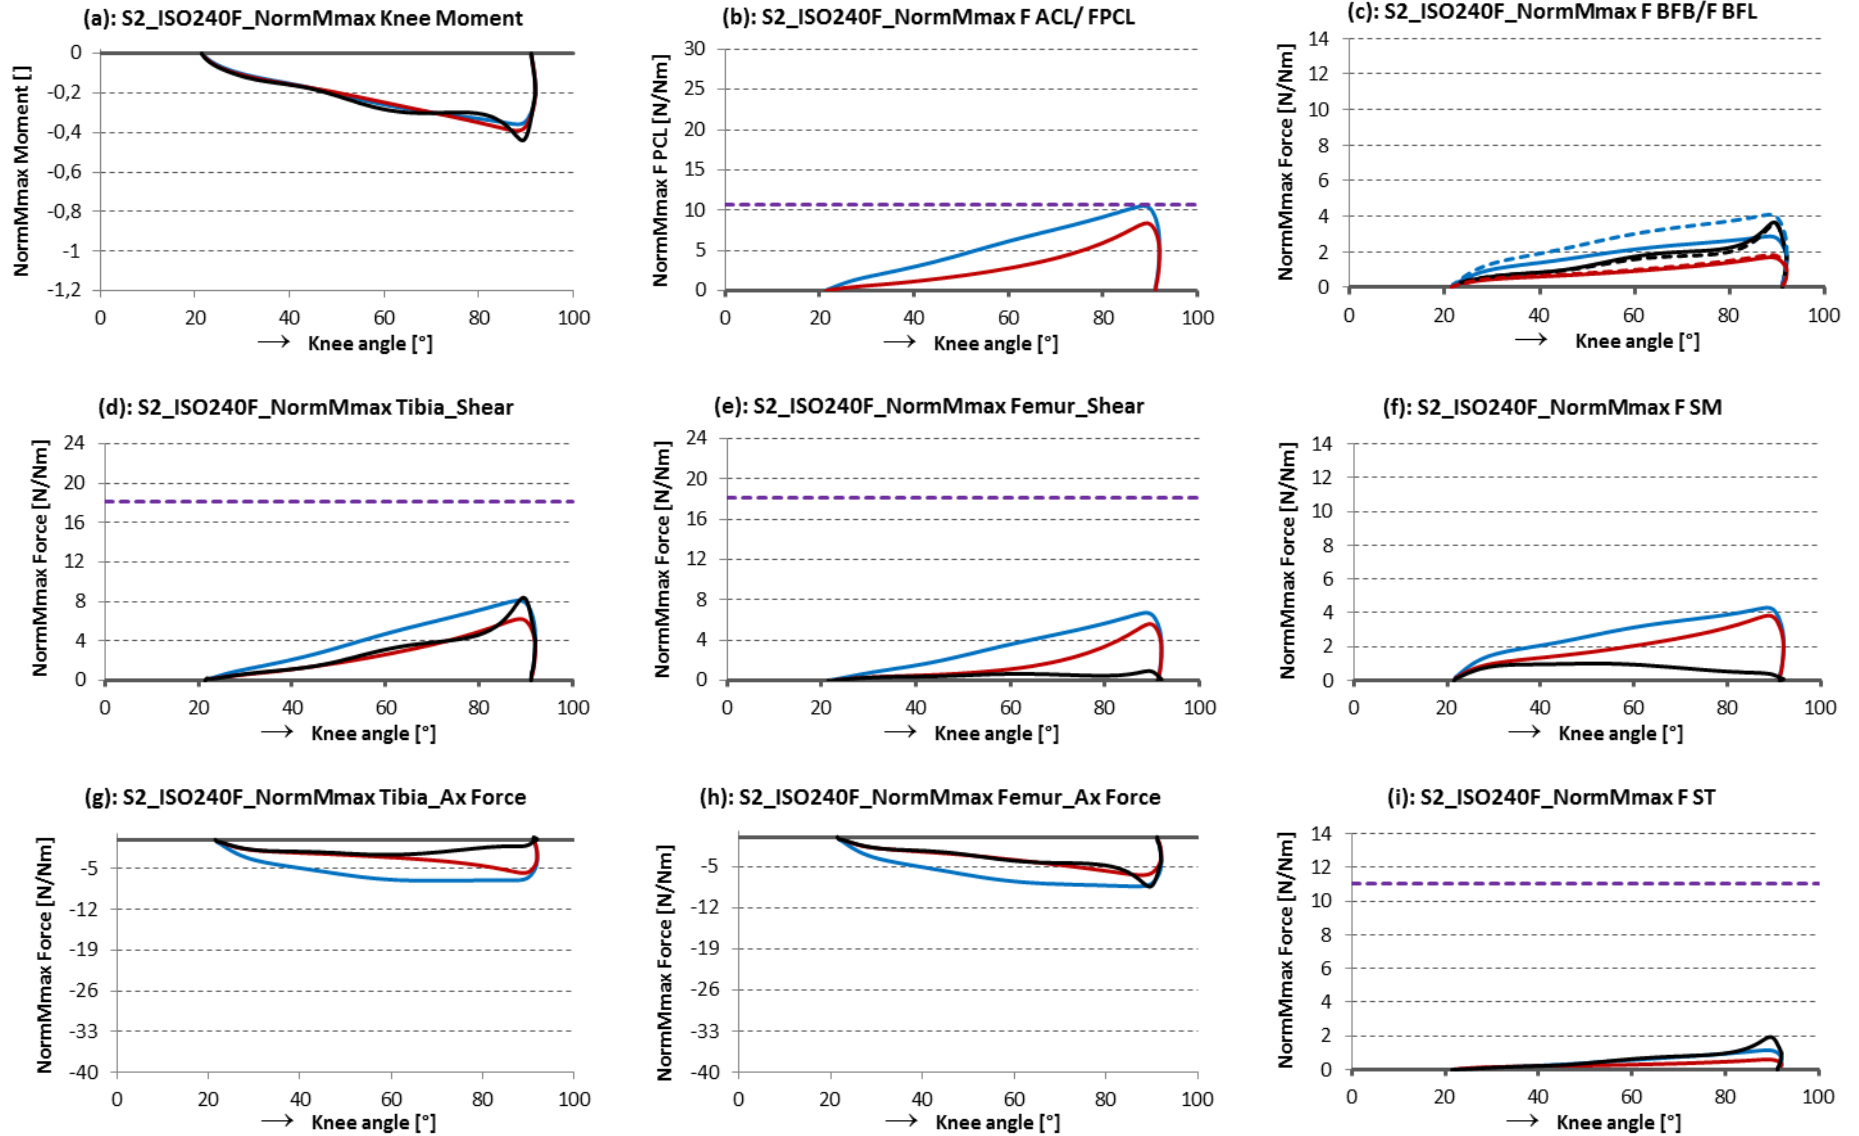 (a): S2_ISO240F_NormMmax Knee Moment
NormMmax Moment []
0
-0,2
-0,4
-0,6
-0,8
-1
-1,2
0 20 40 60 80 100
→ Knee angle [°]
(b): S2_ISO240F_NormMmax F ACL/ FPCL
NormMmax F PCL [N/Nm]
30
25
20
15
10
5
0
0 20 40 60 80 100
→ Knee angle [°]
(c): S2_ISO240F_NormMmax F BFB/F BFL
NormMmax Force [N/Nm]
14
12
10
8
6
4
2
0
0 20 40 60 80 100
→ Knee angle [°]
(d): S2_ISO240F_NormMmax Tibia_Shear
NormMmax Force [N/Nm]
24
20
16
12
8
4
0
0 20 40 60 80 100
→ Knee angle [°]
(e): S2_ISO240F_NormMmax Femur_Shear
NormMmax Force [N/Nm]
24
20
16
12
8
4
0
0 20 40 60 80 100
→ Knee angle [°]
(f): S2_ISO240F_NormMmax F SM
NormMmax Force [N/Nm]
14
12
10
8
6
4
2
0
0 20 40 60 80 100
→ Knee angle [°]
(g): S2_ISO240F_NormMmax Tibia_Ax Force
NormMmax Force [N/Nm]
-5
-12
-19
-26
-33
-40
0 20 40 60 80 100
→ Knee angle [°]
(h): S2_ISO240F_NormMmax Femur_Ax Force
NormMmax Force [N/Nm]
-5
-12
-19
-26
-33
-40
0 20 40 60 80 100
→ Knee angle [°]
(i): S2_ISO240F_NormMmax F ST
NormMmax Force [N/Nm]
14
12
10
8
6
4
2
0
0 20 40 60 80 100
→ Knee angle [°]